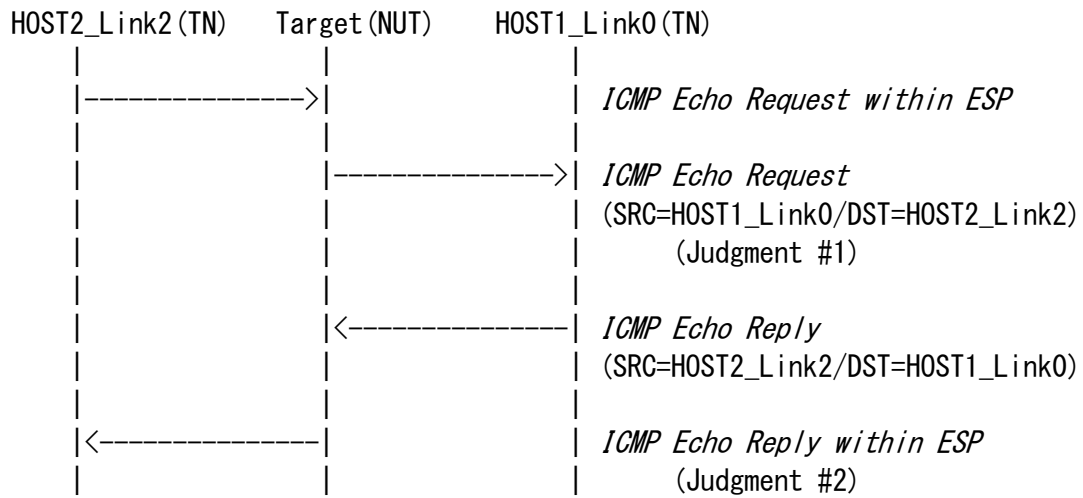 HOST2_Link2(TN) Target(NUT) HOST1_Link0(TN)
ICMP Echo Request within ESP
ICMP Echo Request
(SRC=HOST1_Link0/DST=HOST2_Link2)
(Judgment #1)
ICMP Echo Reply
(SRC=HOST2_Link2/DST=HOST1_Link0)
ICMP Echo Reply within ESP
(Judgment #2)